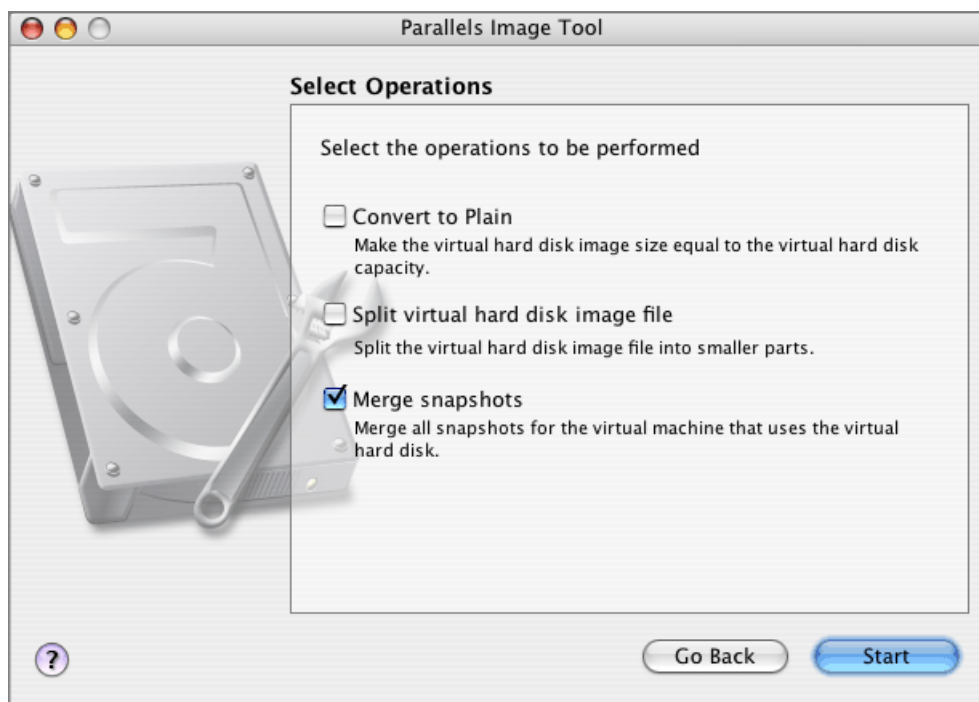 Parallels Image Tool
Select Operations
Select the operations to be performed
Convert to Plain
Make the virtual hard disk image size equal to the virtual hard disk
capacity.
Split virtual hard disk image file
Split the virtual hard disk image file into smaller parts.
Merge snapshots
Merge all snapshots for the virtual machine that uses the virtual
hard disk.
?
Go Back
Start